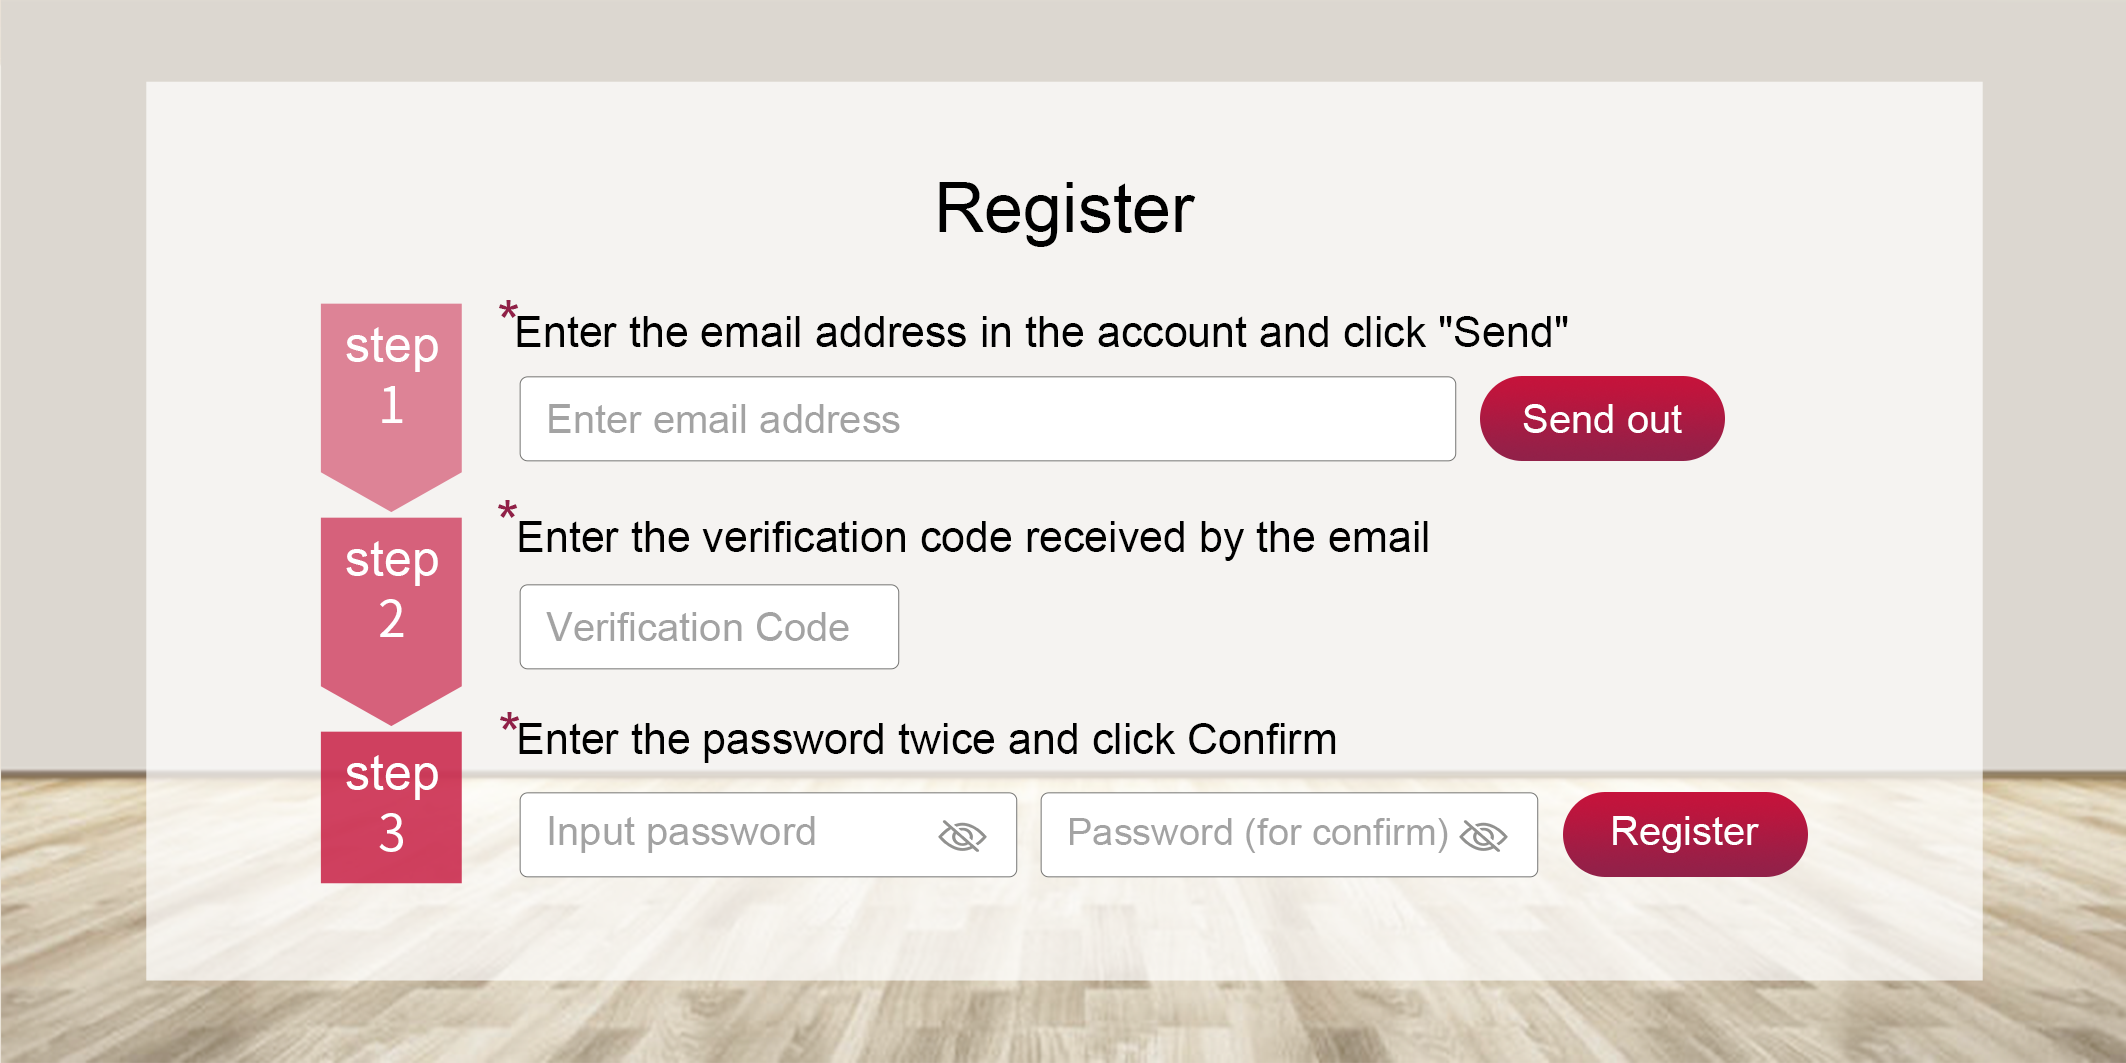 Register
step
1
*Enter the email address in the account and click "Send"
Enter email address
Send out
step
2
*Enter the verification code received by the email
Verification Code
step
3
*Enter the password twice and click Confirm
Input password
Password (for confirm)
Register